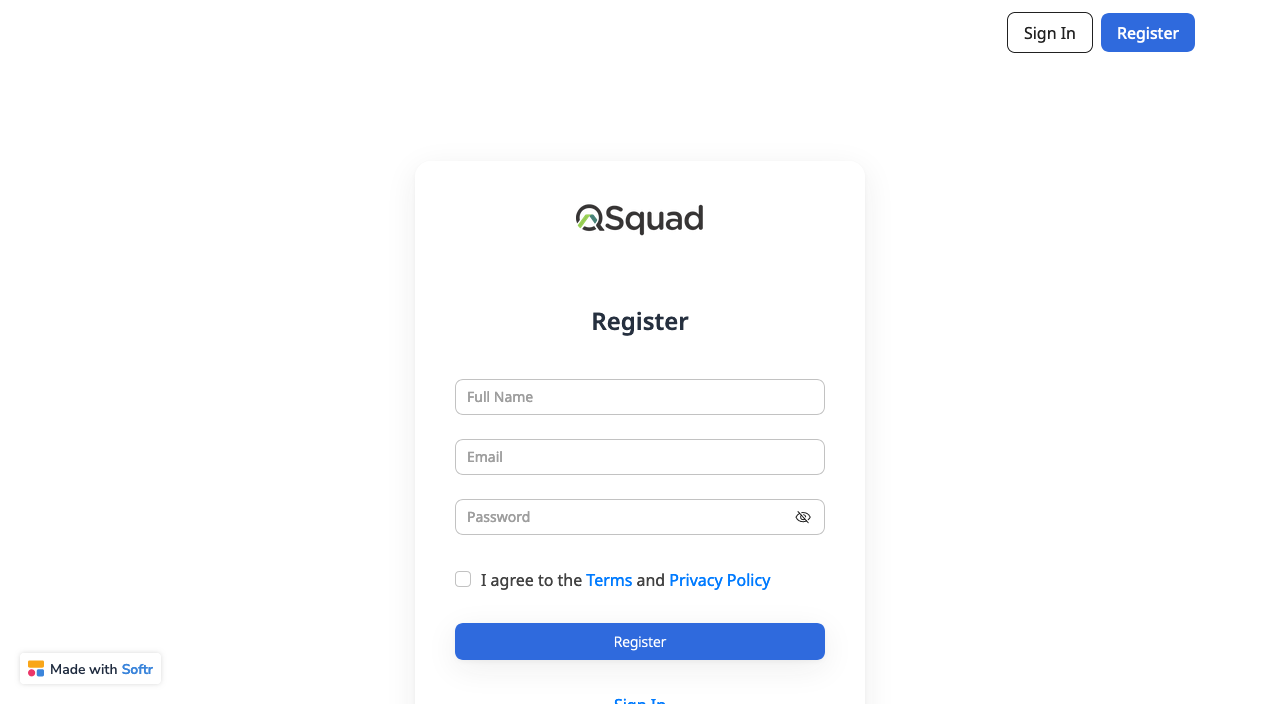 Sign In
Register
QSquad
Register
Full Name
Email
Password
I agree to the Terms and Privacy Policy
Register
Made with Softr
Sign In